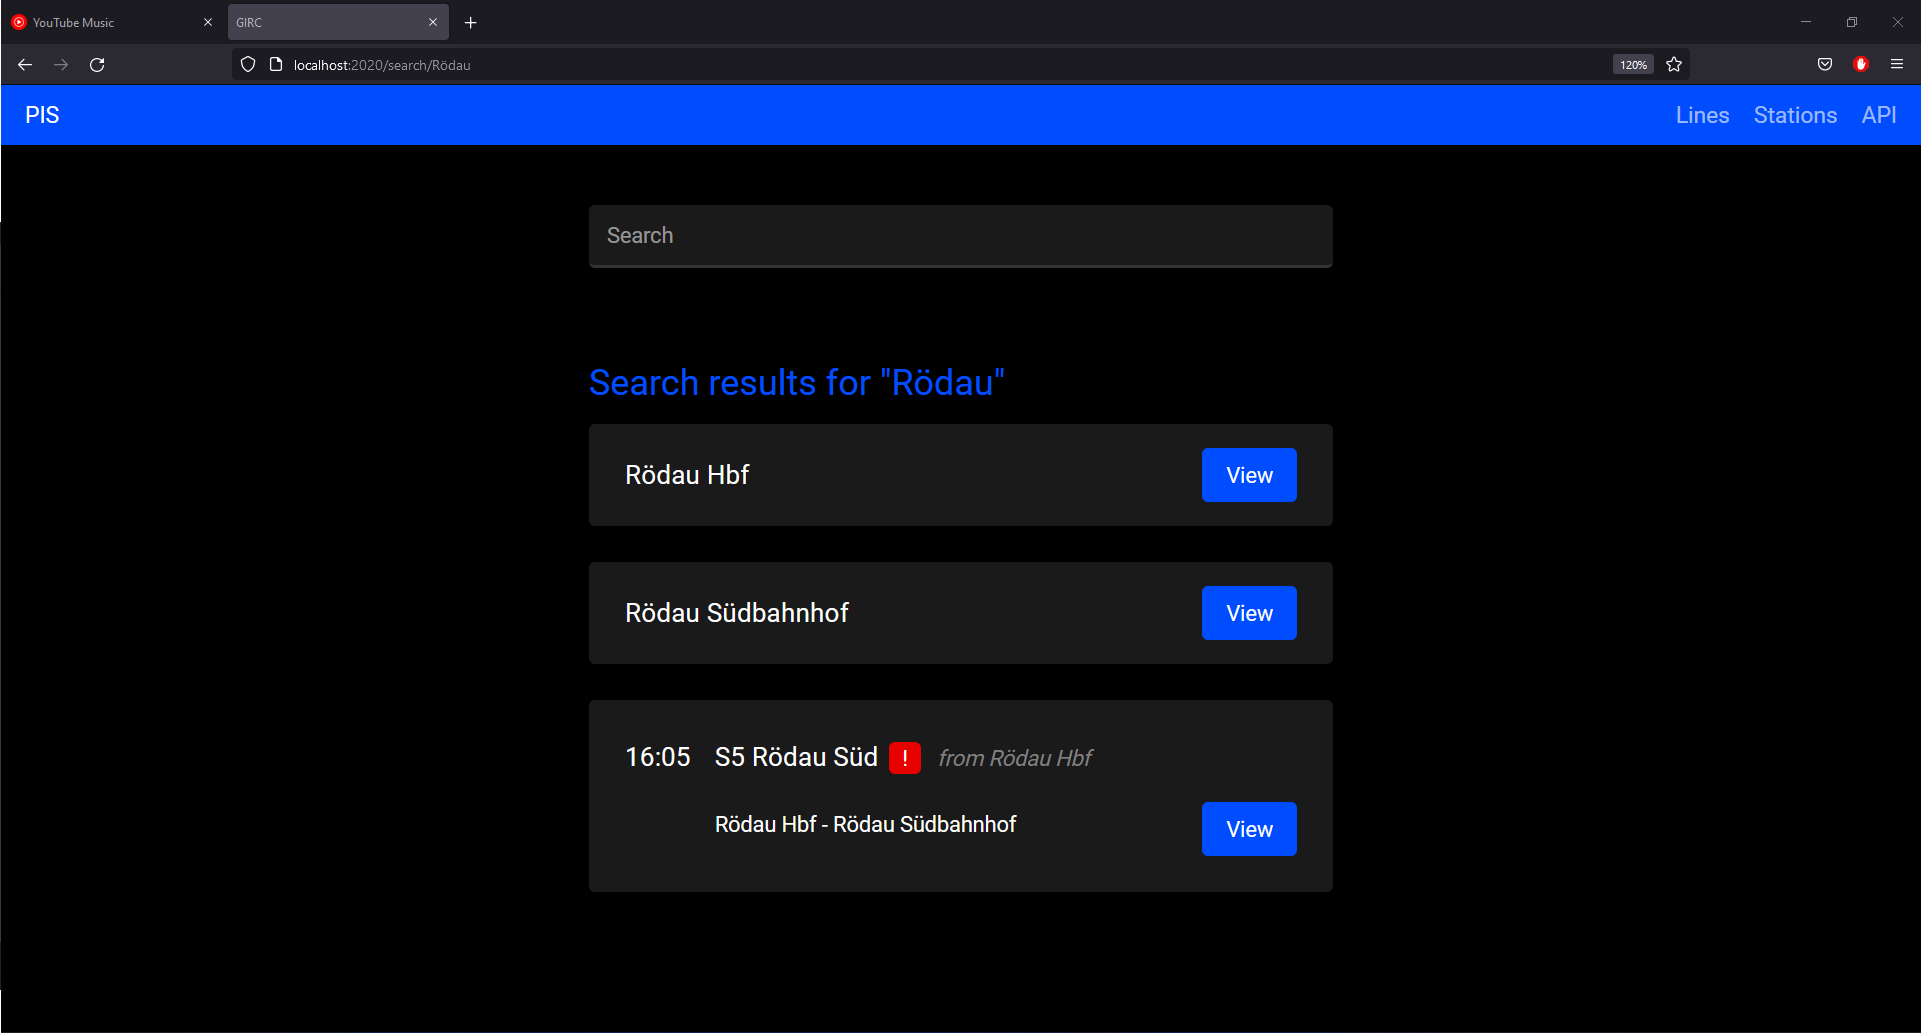 YouTube Music
GIRC
localhost:2020/search/Rödau
120%
PIS
Lines Stations API
Search
Search results for "Rödau"
Rödau Hbf View
Rödau Südbahnhof View
16:05 S5 Rödau Süd ! from Rödau Hbf
Rödau Hbf - Rödau Südbahnhof View